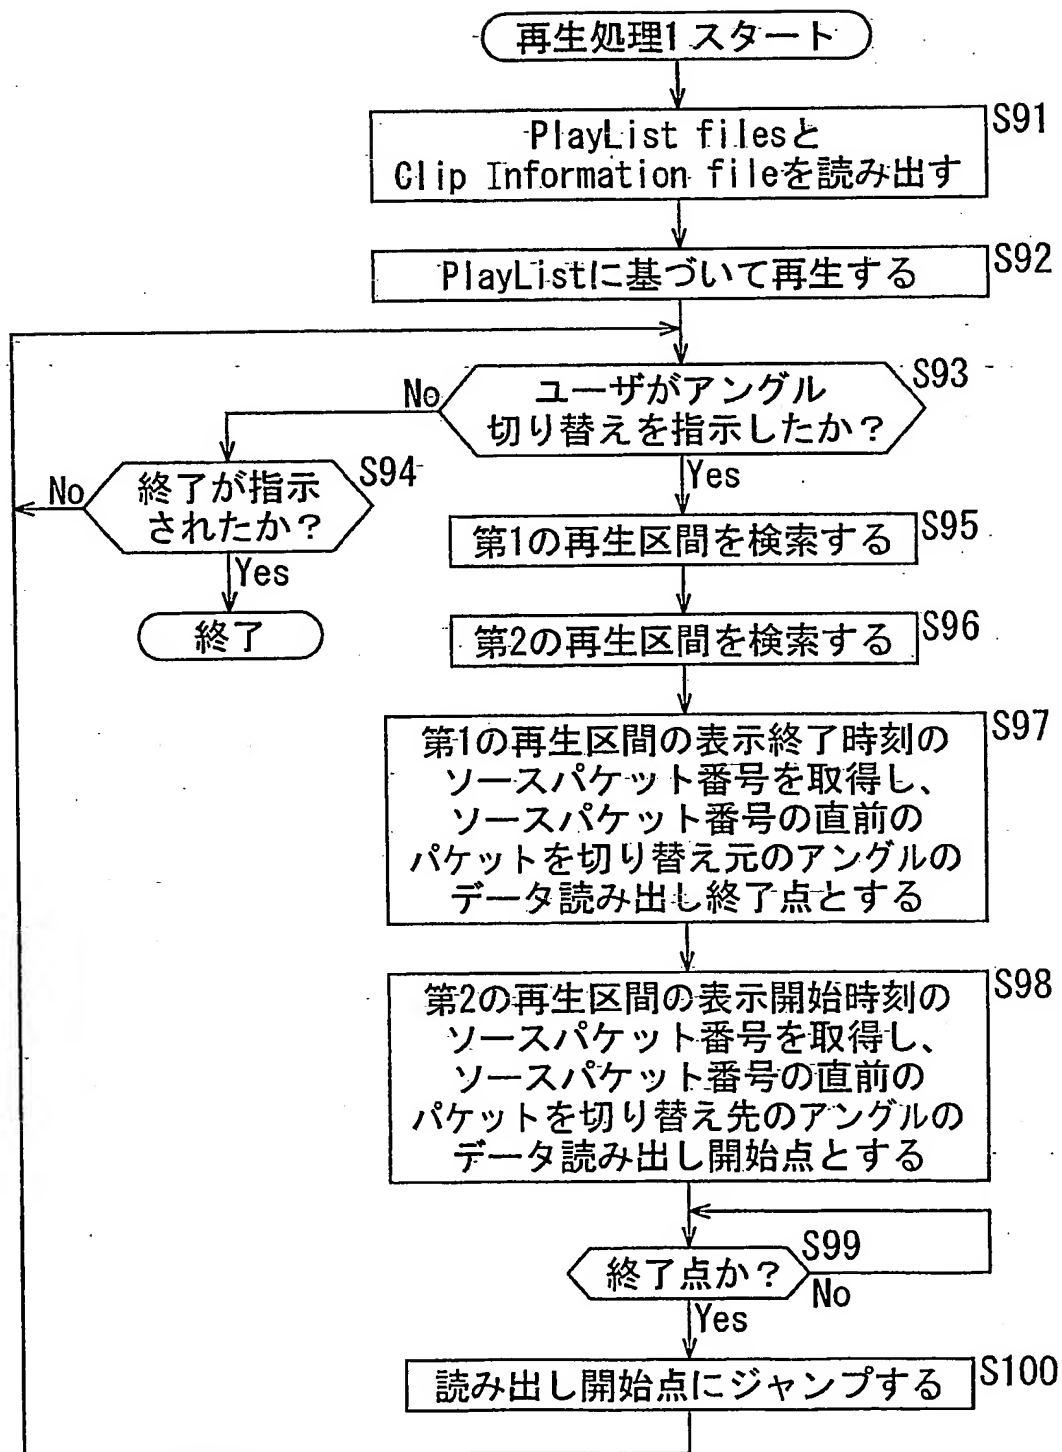 再生処理1 スタート
S91
PlayList filesと
Clip Information fileを読み出す
S92
PlayListに基づいて再生する
S93
ユーザがアングル
切り替えを指示したか?
No
Yes
S94
終了が指示
されたか?
No
Yes
終了
S95
第1の再生区間を検索する
S96
第2の再生区間を検索する
S97
第1の再生区間の表示終了時刻の
ソースパケット番号を取得し、
ソースパケット番号の直前の
パケットを切り替え元のアングルの
データ読み出し終了点とする
S98
第2の再生区間の表示開始時刻の
ソースパケット番号を取得し、
ソースパケット番号の直前の
パケットを切り替え先のアングルの
データ読み出し開始点とする
S99
終了点か?
No
Yes
S100
読み出し開始点にジャンプする